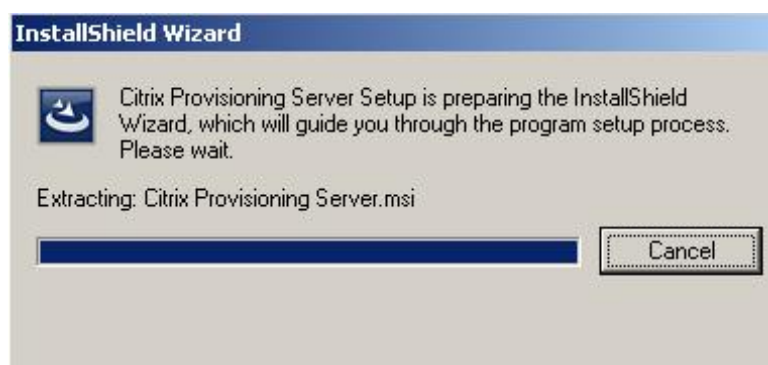 InstallShield Wizard
Citrix Provisioning Server Setup is preparing the InstallShield
Wizard, which will guide you through the program setup process.
Please wait.
Extracting: Citrix Provisioning Server.msi
Cancel